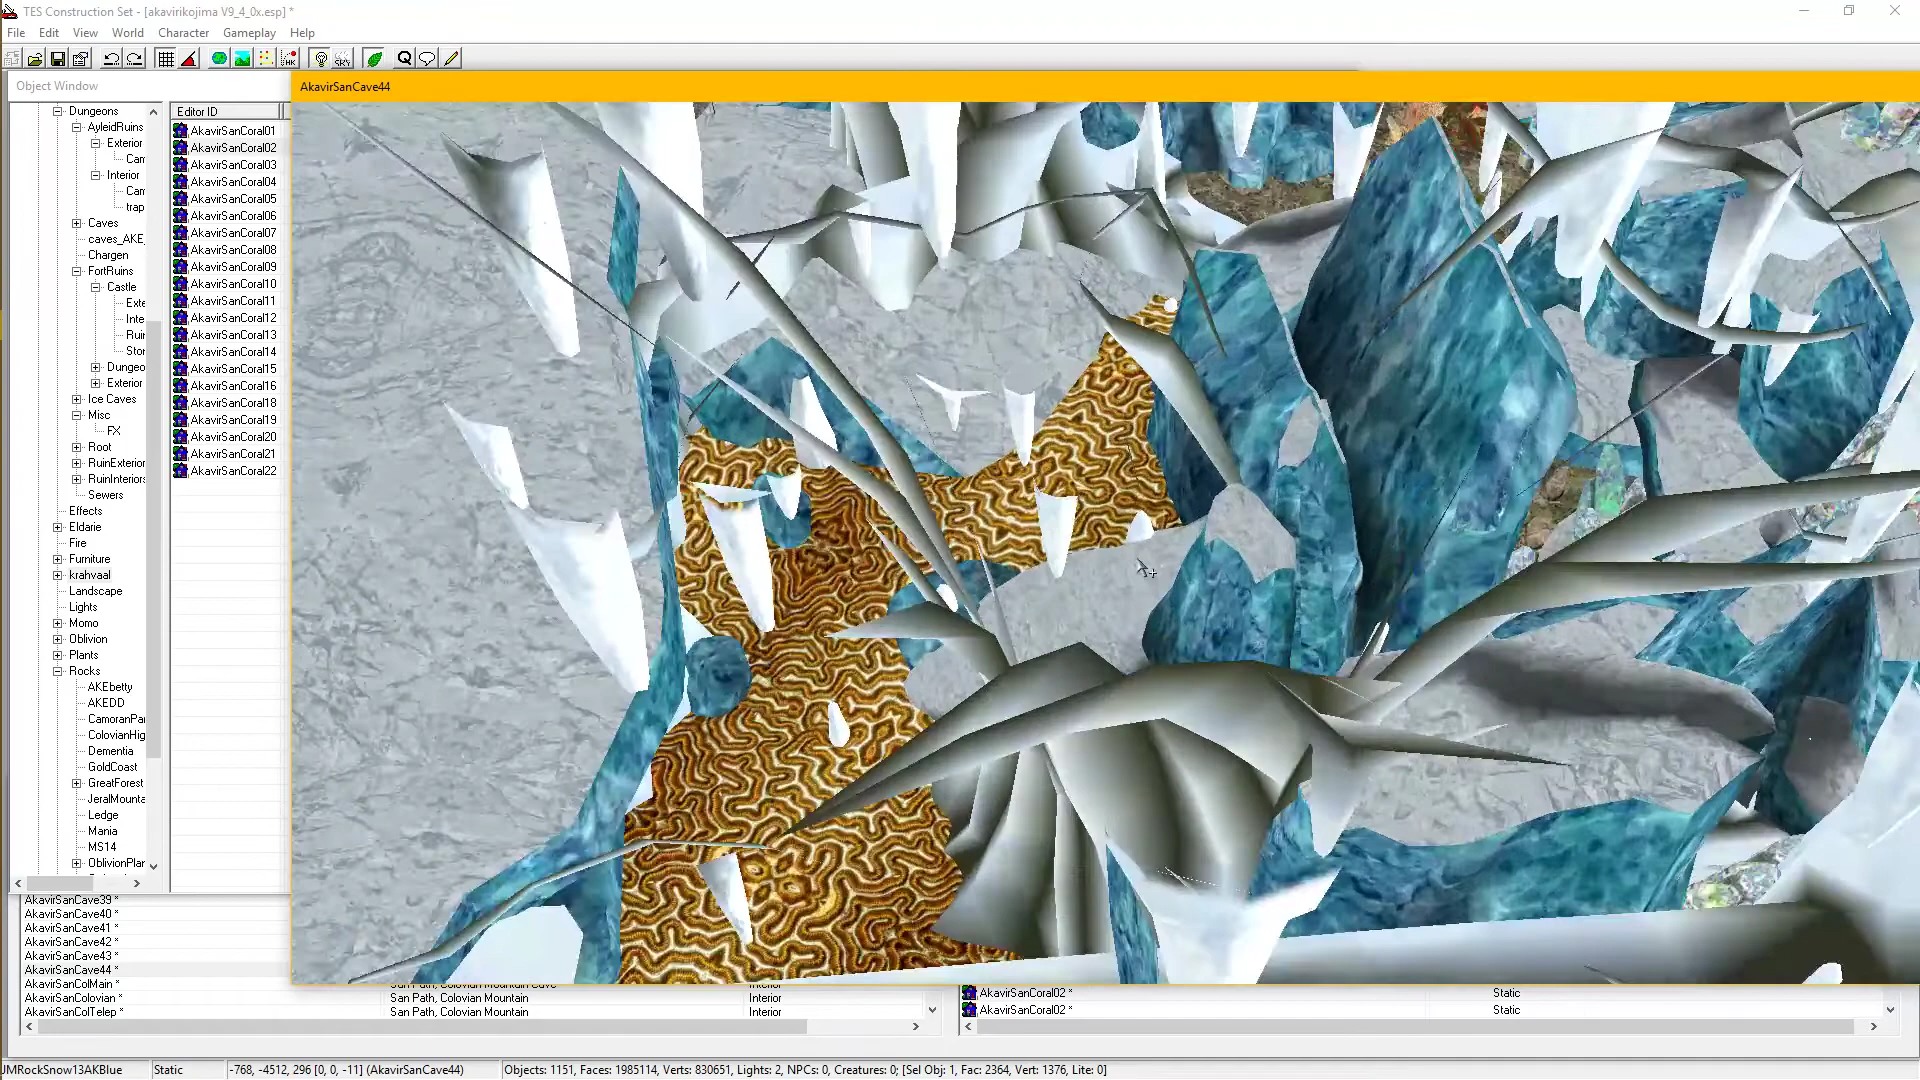 TES Construction Set - [akavirikojima V9_4_0x.esp] *
File Edit View World Character Gameplay Help
Object Window
AkavirSanCave44
Editor ID
Dungeons
AyleidRuins
Exterior
Interior
trap
Caves
caves_AKE
Chargen
FortRuins
Castle
Exterior
Ice Caves
Misc
FX
Root
RuinExterior
RuinInteriors
Sewers
Effects
Eldarie
Fire
Furniture
krahvaal
Landscape
Lights
Momo
Oblivion
Plants
Rocks
AKEbetty
AKEDD
CamoranPa
ColovianHig
Dementia
GoldCoast
GreatForest
JeralMounta
Ledge
Mania
MS14
OblivionPlar
AkavirSanCoral01
AkavirSanCoral02
AkavirSanCoral03
AkavirSanCoral04
AkavirSanCoral05
AkavirSanCoral06
AkavirSanCoral07
AkavirSanCoral08
AkavirSanCoral09
AkavirSanCoral10
AkavirSanCoral11
AkavirSanCoral12
AkavirSanCoral13
AkavirSanCoral14
AkavirSanCoral15
AkavirSanCoral16
AkavirSanCoral18
AkavirSanCoral19
AkavirSanCoral20
AkavirSanCoral21
AkavirSanCoral22
AkavirSanCave39 *
AkavirSanCave40 *
AkavirSanCave41 *
AkavirSanCave42 *
AkavirSanCave43 *
AkavirSanCave44 *
AkavirSanColMain *
AkavirSanColovian * San Path, Colovian Mountain Interior
AkavirSanColTelep * San Path, Colovian Mountain Interior
AkavirSanCoral02 * Static
AkavirSanCoral02 * Static
JMRockSnow13AKBlue Static -768, -4512, 296 [0, 0, -11] (AkavirSanCave44) Objects: 1151, Faces: 1985114, Verts: 830651, Lights: 2, NPCs: 0, Creatures: 0; [Sel Obj: 1, Fac: 2364, Vert: 1376, Lite: 0]